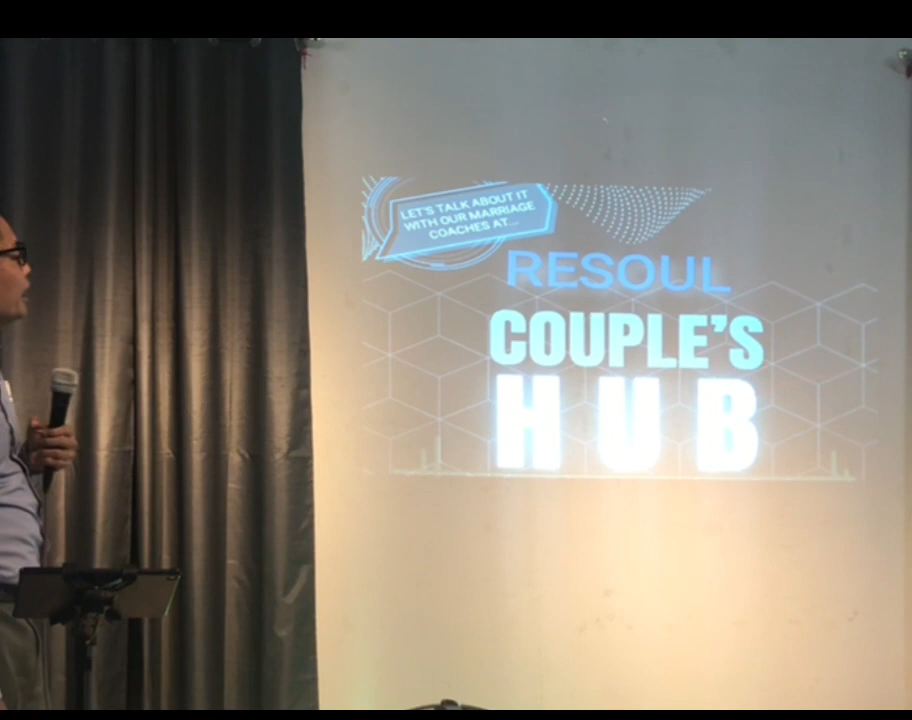 LET'S TALK ABOUT IT
WITH OUR MARRIAGE
COACHES AT...
RESOUL
COUPLE'S
HUB